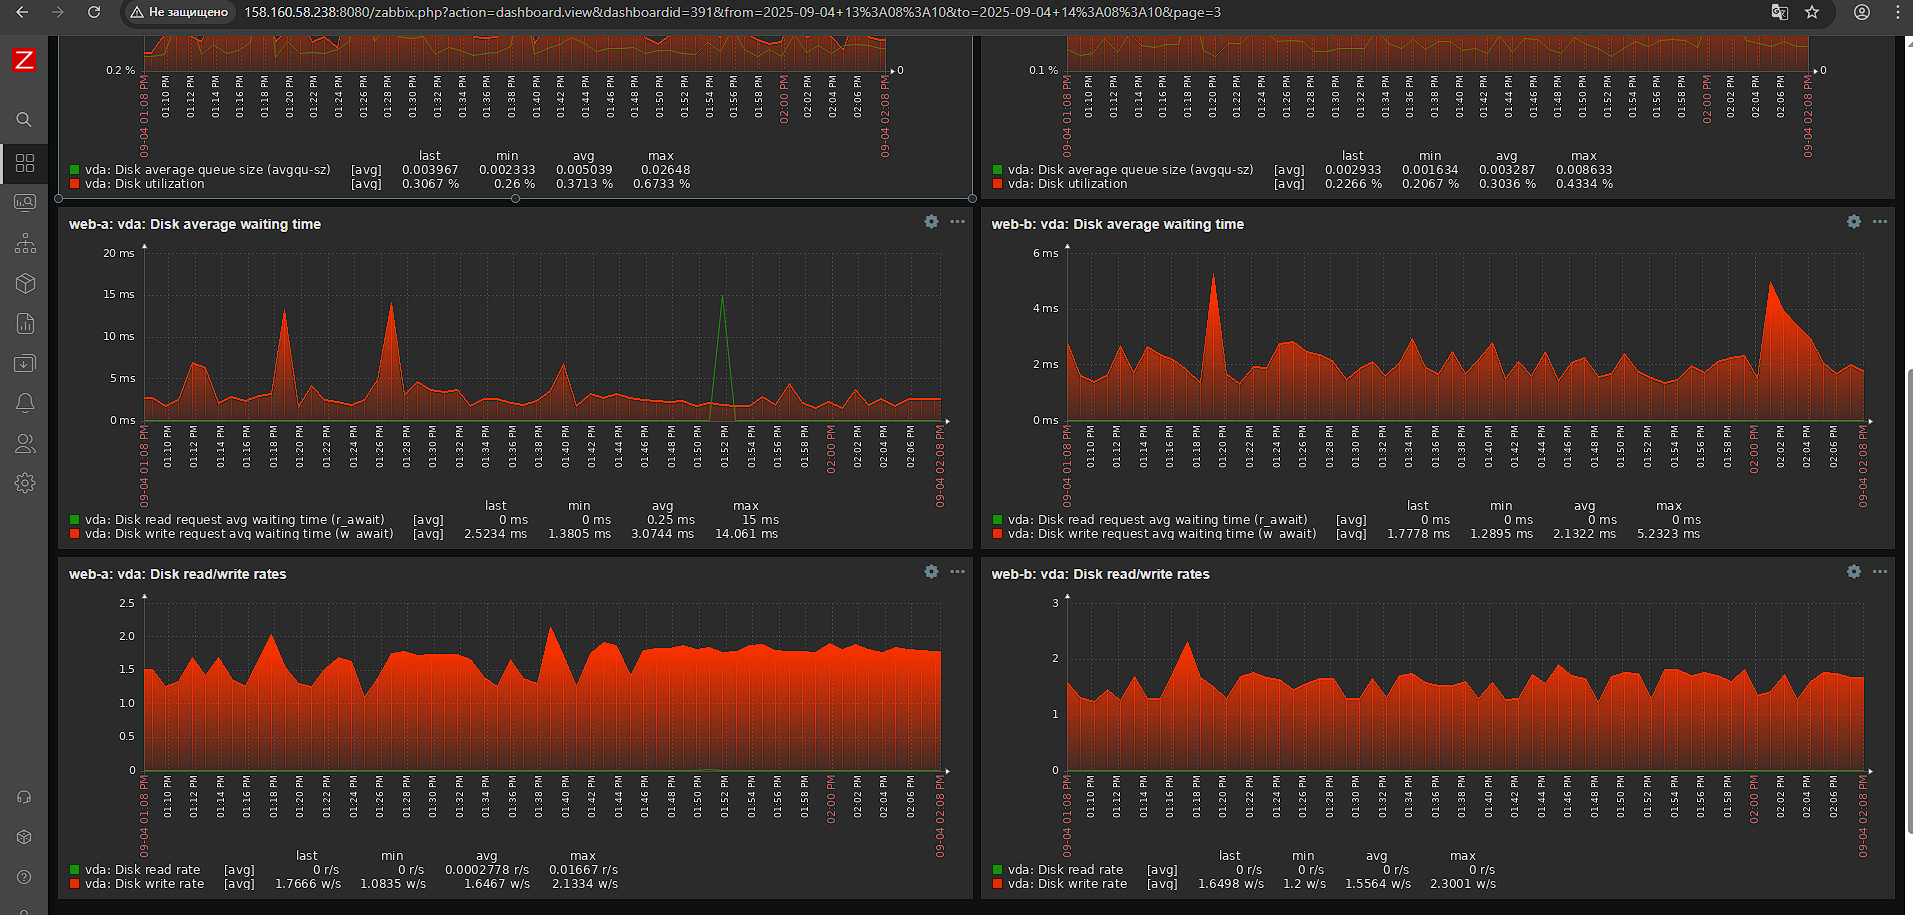 Не защищено 158.160.58.238:8080/zabbix.php?action=dashboard.view&dashboardid=391&from=2025-09-04+13%3A08%3A10&to=2025-09-04+14%3A08%3A10&page=3
Z
0.2 % 0
09-04 01:08 PM 01:10 PM 01:12 PM 01:14 PM 01:16 PM 01:18 PM 01:20 PM 01:22 PM 01:24 PM 01:26 PM 01:28 PM 01:30 PM 01:32 PM 01:34 PM 01:36 PM 01:38 PM 01:40 PM 01:42 PM 01:44 PM 01:46 PM 01:48 PM 01:50 PM 01:52 PM 01:54 PM 01:56 PM 01:58 PM 02:00 PM 02:02 PM 02:04 PM 02:06 PM 09-04 02:08 PM
last min avg max
vda: Disk average queue size (avgqu-sz) [avg] 0.003967 0.002333 0.005039 0.02648
vda: Disk utilization [avg] 0.3067 % 0.26 % 0.3713 % 0.6733 %
0.1 % 0
09-04 01:08 PM 01:10 PM 01:12 PM 01:14 PM 01:16 PM 01:18 PM 01:20 PM 01:22 PM 01:24 PM 01:26 PM 01:28 PM 01:30 PM 01:32 PM 01:34 PM 01:36 PM 01:38 PM 01:40 PM 01:42 PM 01:44 PM 01:46 PM 01:48 PM 01:50 PM 01:52 PM 01:54 PM 01:56 PM 01:58 PM 02:00 PM 02:02 PM 02:04 PM 02:06 PM 09-04 02:08 PM
last min avg max
vda: Disk average queue size (avgqu-sz) [avg] 0.002933 0.001634 0.003287 0.008633
vda: Disk utilization [avg] 0.2266 % 0.2067 % 0.3036 % 0.4334 %
web-a: vda: Disk average waiting time
20 ms
15 ms
10 ms
5 ms
0 ms
09-04 01:08 PM 01:10 PM 01:12 PM 01:14 PM 01:16 PM 01:18 PM 01:20 PM 01:22 PM 01:24 PM 01:26 PM 01:28 PM 01:30 PM 01:32 PM 01:34 PM 01:36 PM 01:38 PM 01:40 PM 01:42 PM 01:44 PM 01:46 PM 01:48 PM 01:50 PM 01:52 PM 01:54 PM 01:56 PM 01:58 PM 02:00 PM 02:02 PM 02:04 PM 02:06 PM 09-04 02:08 PM
last min avg max
vda: Disk read request avg waiting time (r_await) [avg] 0 ms 0 ms 0.25 ms 15 ms
vda: Disk write request avg waiting time (w_await) [avg] 2.5234 ms 1.3805 ms 3.0744 ms 14.061 ms
web-b: vda: Disk average waiting time
6 ms
4 ms
2 ms
0 ms
09-04 01:08 PM 01:10 PM 01:12 PM 01:14 PM 01:16 PM 01:18 PM 01:20 PM 01:22 PM 01:24 PM 01:26 PM 01:28 PM 01:30 PM 01:32 PM 01:34 PM 01:36 PM 01:38 PM 01:40 PM 01:42 PM 01:44 PM 01:46 PM 01:48 PM 01:50 PM 01:52 PM 01:54 PM 01:56 PM 01:58 PM 02:00 PM 02:02 PM 02:04 PM 02:06 PM 09-04 02:08 PM
last min avg max
vda: Disk read request avg waiting time (r_await) [avg] 0 ms 0 ms 0 ms 0 ms
vda: Disk write request avg waiting time (w_await) [avg] 1.7778 ms 1.2895 ms 2.1322 ms 5.2323 ms
web-a: vda: Disk read/write rates
2.5
2.0
1.5
1.0
0.5
0
09-04 01:08 PM 01:10 PM 01:12 PM 01:14 PM 01:16 PM 01:18 PM 01:20 PM 01:22 PM 01:24 PM 01:26 PM 01:28 PM 01:30 PM 01:32 PM 01:34 PM 01:36 PM 01:38 PM 01:40 PM 01:42 PM 01:44 PM 01:46 PM 01:48 PM 01:50 PM 01:52 PM 01:54 PM 01:56 PM 01:58 PM 02:00 PM 02:02 PM 02:04 PM 02:06 PM 09-04 02:08 PM
last min avg max
vda: Disk read rate [avg] 0 r/s 0 r/s 0.0002778 r/s 0.01667 r/s
vda: Disk write rate [avg] 1.7666 w/s 1.0835 w/s 1.6467 w/s 2.1334 w/s
web-b: vda: Disk read/write rates
3
2
1
0
09-04 01:08 PM 01:10 PM 01:12 PM 01:14 PM 01:16 PM 01:18 PM 01:20 PM 01:22 PM 01:24 PM 01:26 PM 01:28 PM 01:30 PM 01:32 PM 01:34 PM 01:36 PM 01:38 PM 01:40 PM 01:42 PM 01:44 PM 01:46 PM 01:48 PM 01:50 PM 01:52 PM 01:54 PM 01:56 PM 01:58 PM 02:00 PM 02:02 PM 02:04 PM 02:06 PM 09-04 02:08 PM
last min avg max
vda: Disk read rate [avg] 0 r/s 0 r/s 0 r/s 0 r/s
vda: Disk write rate [avg] 1.6498 w/s 1.2 w/s 1.5564 w/s 2.3001 w/s